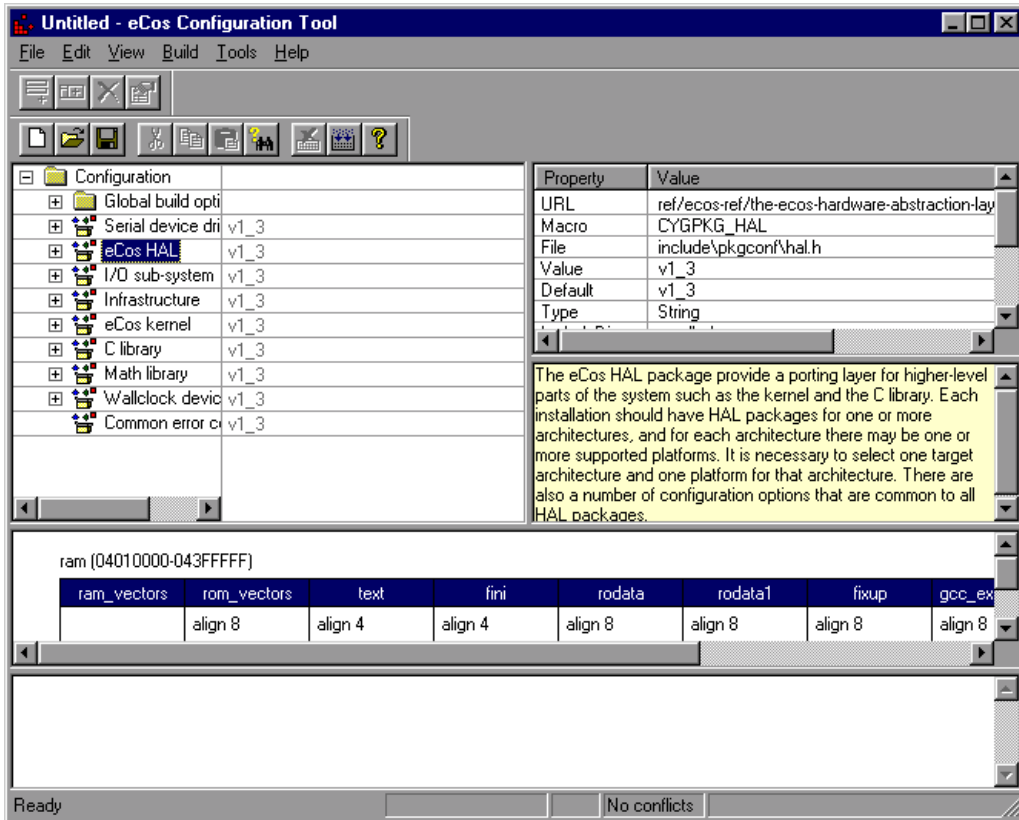 Untitled - eCos Configuration Tool
File Edit View Build Tools Help
Configuration
Global build opti
Serial device dri v1_3
eCos HAL v1_3
I/O sub-system v1_3
Infrastructure v1_3
eCos kernel v1_3
C library v1_3
Math library v1_3
Wallclock devic v1_3
Common error c v1_3
Property Value
URL ref/ecos-ref/the-ecos-hardware-abstraction-lay
Macro CYGPKG_HAL
File include\pkgconf\hal.h
Value v1_3
Default v1_3
Type String
The eCos HAL package provide a porting layer for higher-level
parts of the system such as the kernel and the C library. Each
installation should have HAL packages for one or more
architectures, and for each architecture there may be one or
more supported platforms. It is necessary to select one target
architecture and one platform for that architecture. There are
also a number of configuration options that are common to all
HAL packages.
ram (04010000-043FFFFF)
ram_vectors rom_vectors text fini rodata rodata1 fixup gcc_ex
align 8 align 4 align 4 align 8 align 8 align 8 align 8
Ready No conflicts